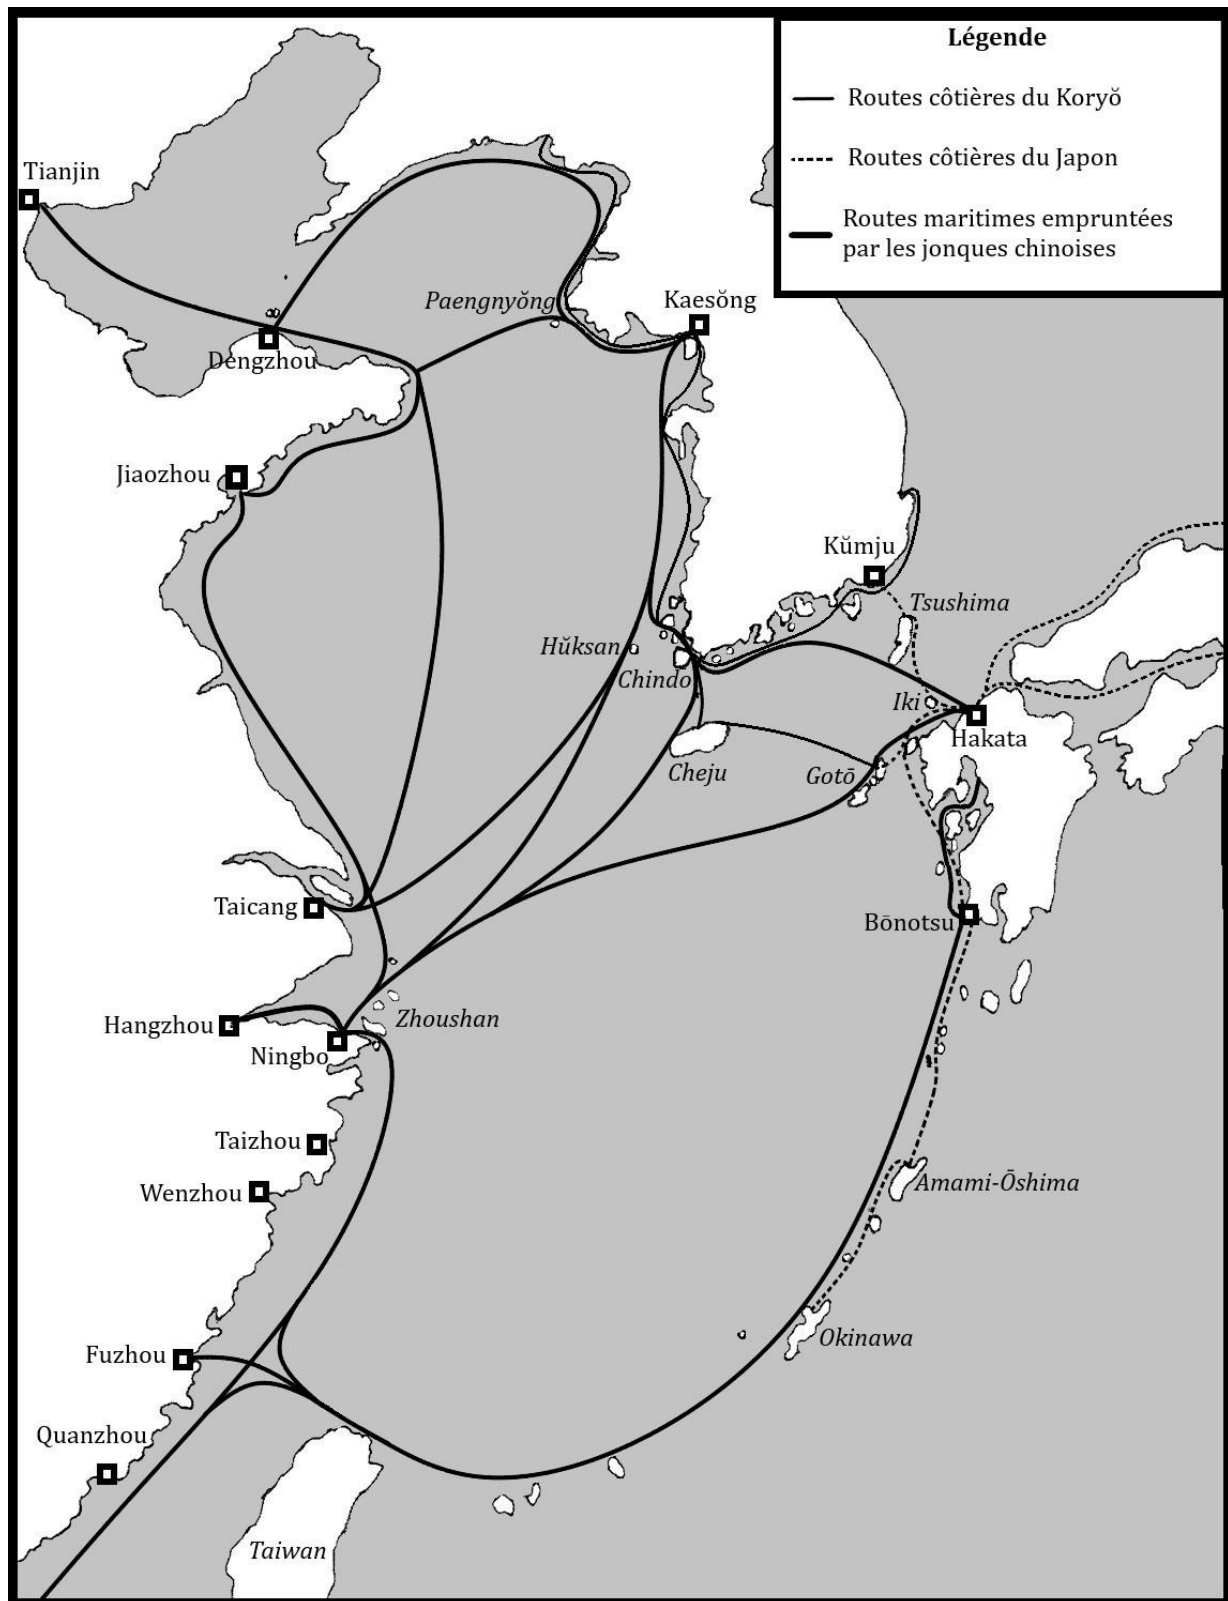 Légende
Routes côtières du Koryŏ
Routes côtières du Japon
Routes maritimes empruntées
par les jonques chinoises
Tianjin
Paengnyŏng
Kaesŏng
Dengzhou
Jiaozhou
Kŭmju
Tsushima
Hŭksan
Chindo
Iki
Hakata
Cheju
Gotō
Taicang
Bōnotsu
Hangzhou
Zhoushan
Ningbo
Taizhou
Wenzhou
Amami-Ōshima
Okinawa
Fuzhou
Quanzhou
Taiwan